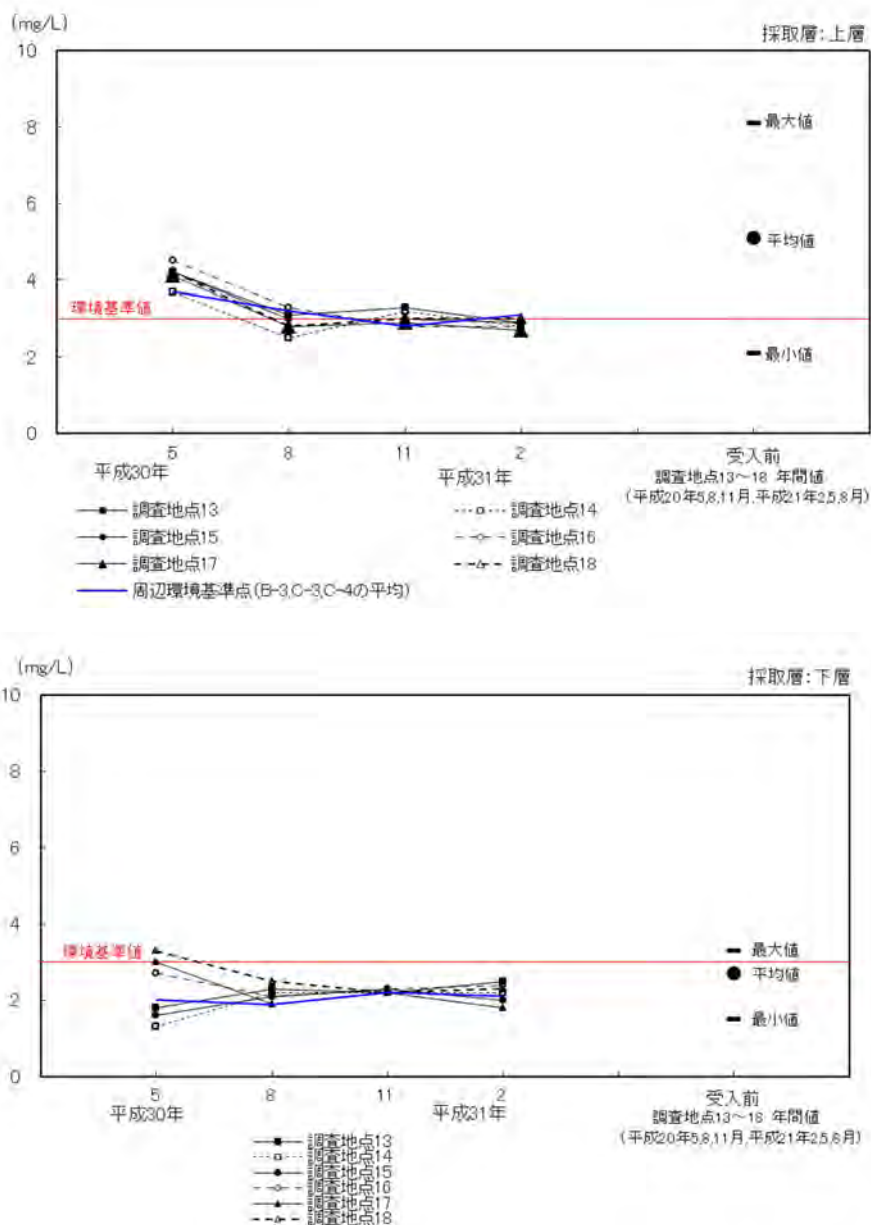 (mg/L)
採取層:上層
10
最大値
8
6
平均値
4
環境基準値
2
最小値
0
5 8 11 2 受入前
平成30年 平成31年 調査地点13~18 年間値
(平成20年5,8,11月,平成21年2,5,8月)
調査地点13 調査地点14
調査地点15 調査地点16
調査地点17 調査地点18
周辺環境基準点(B-3,C-3,C-4の平均)
(mg/L)
採取層:下層
10
8
6
4
環境基準値
最大値
平均値
2
最小値
0
5 8 11 2 受入前
平成30年 平成31年 調査地点13~18 年間値
(平成20年5,8,11月,平成21年2,5,8月)
調査地点13
調査地点14
調査地点15
調査地点16
調査地点17
調査地点18